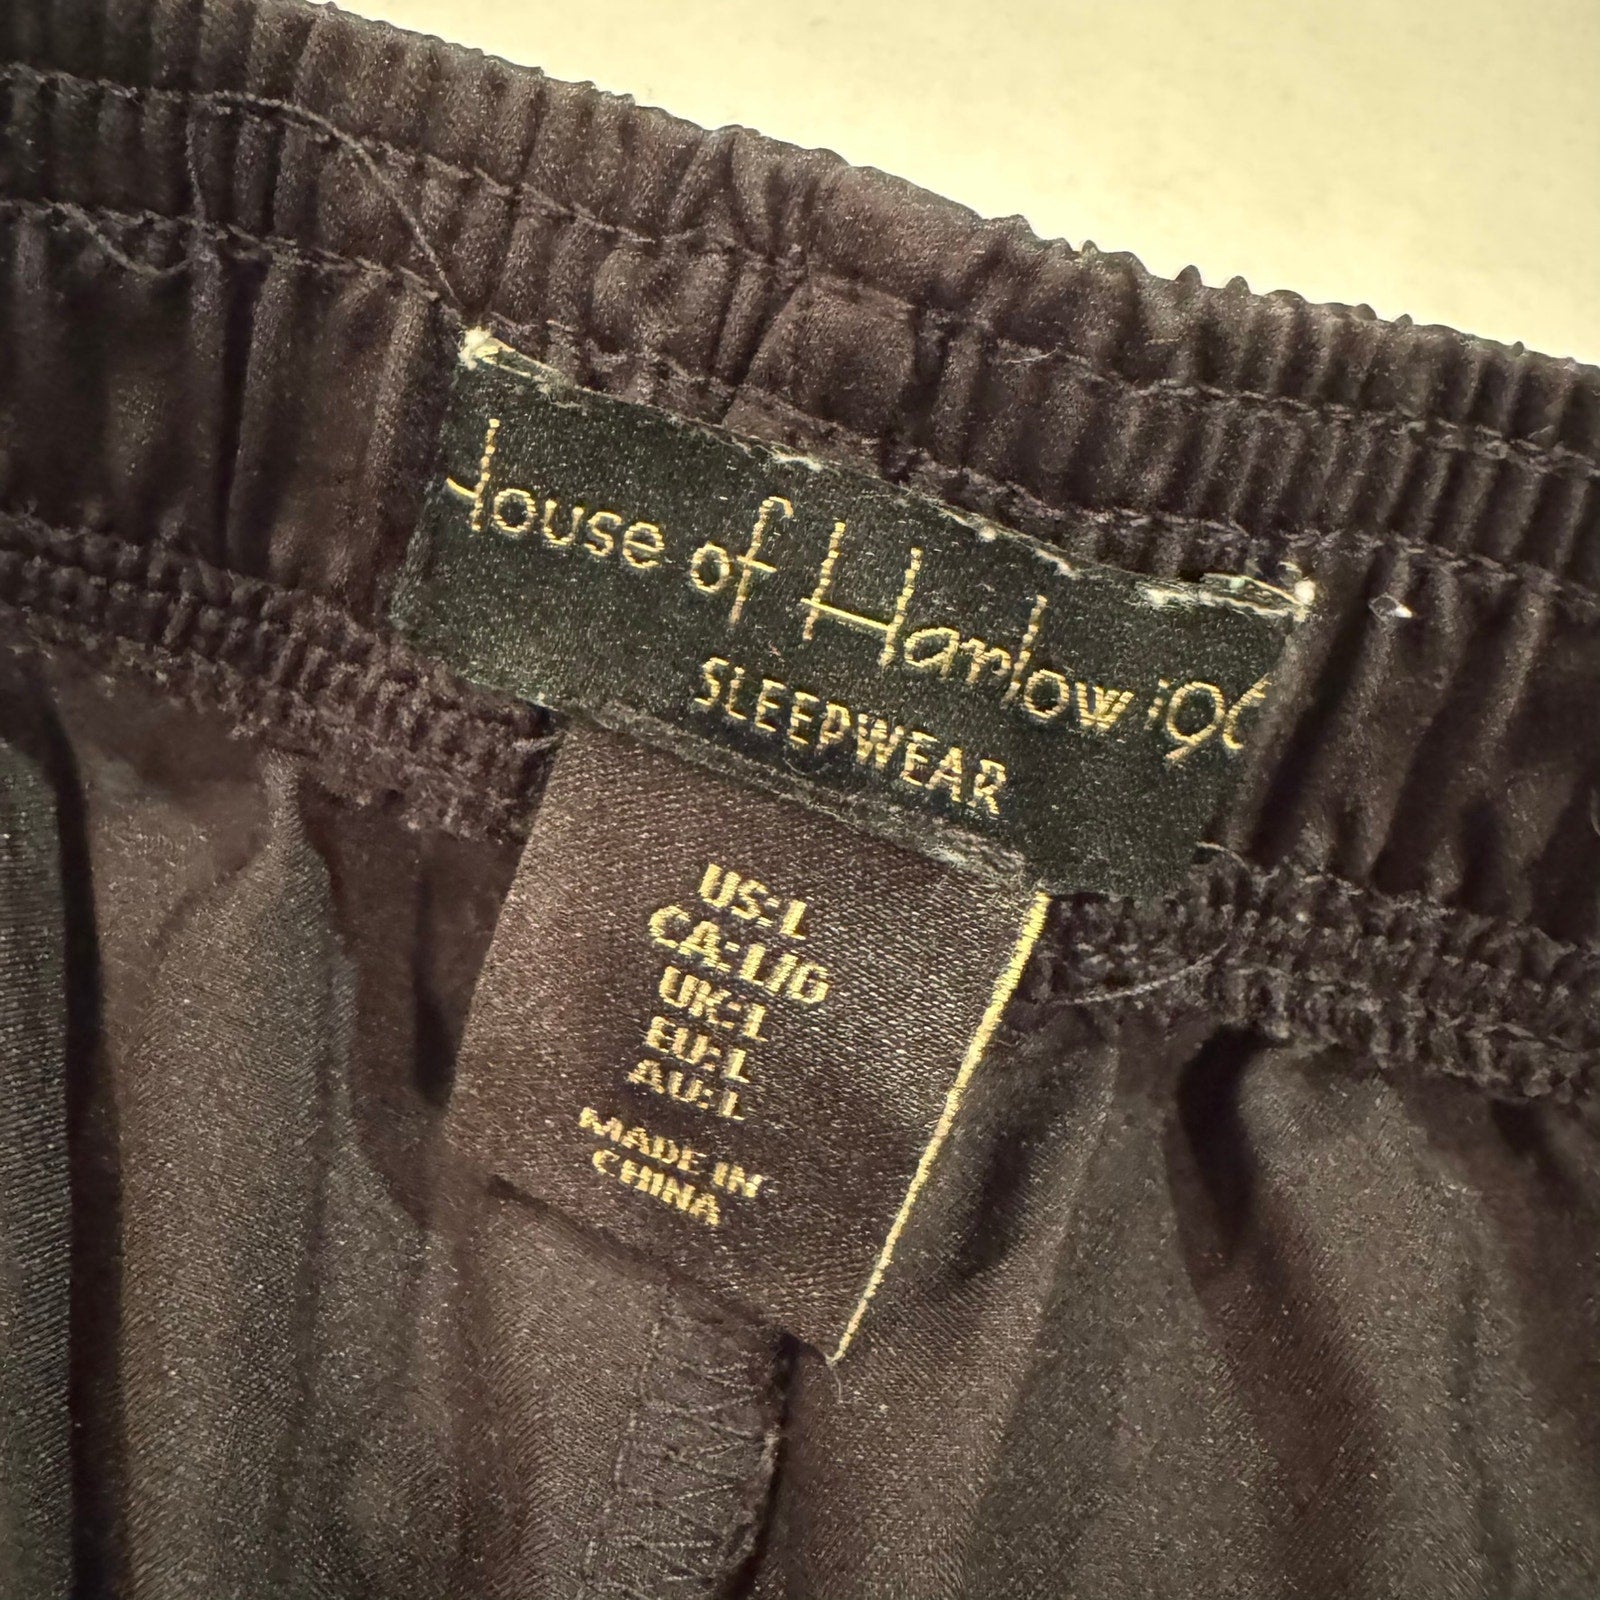 House of Harlow 196
SLEEPWEAR
US:L
CA:L/G
UK:L
EU:L
AU:L
MADE IN
CHINA